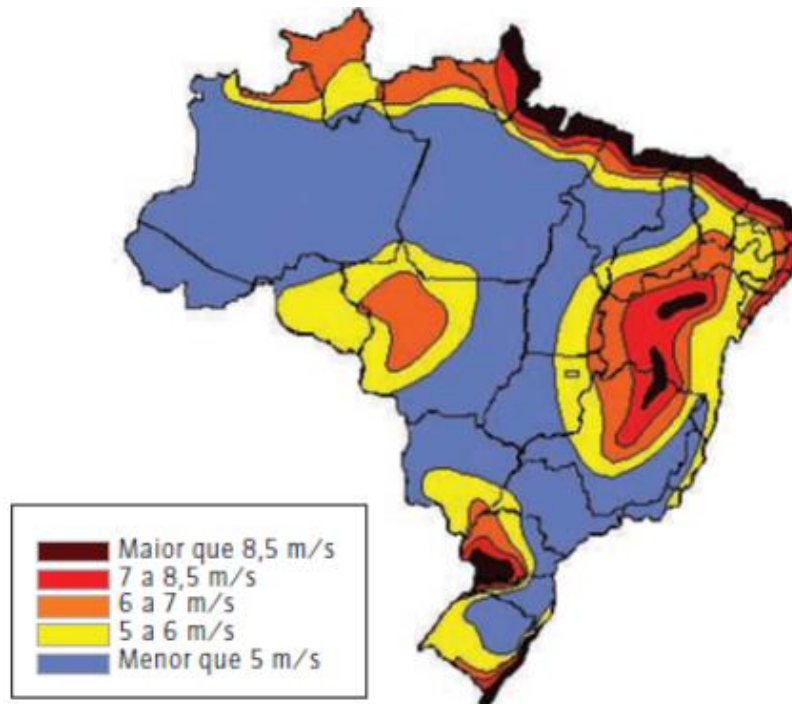 Maior que 8,5 m/s
7 a 8,5 m/s
6 a 7 m/s
5 a 6 m/s
Menor que 5 m/s